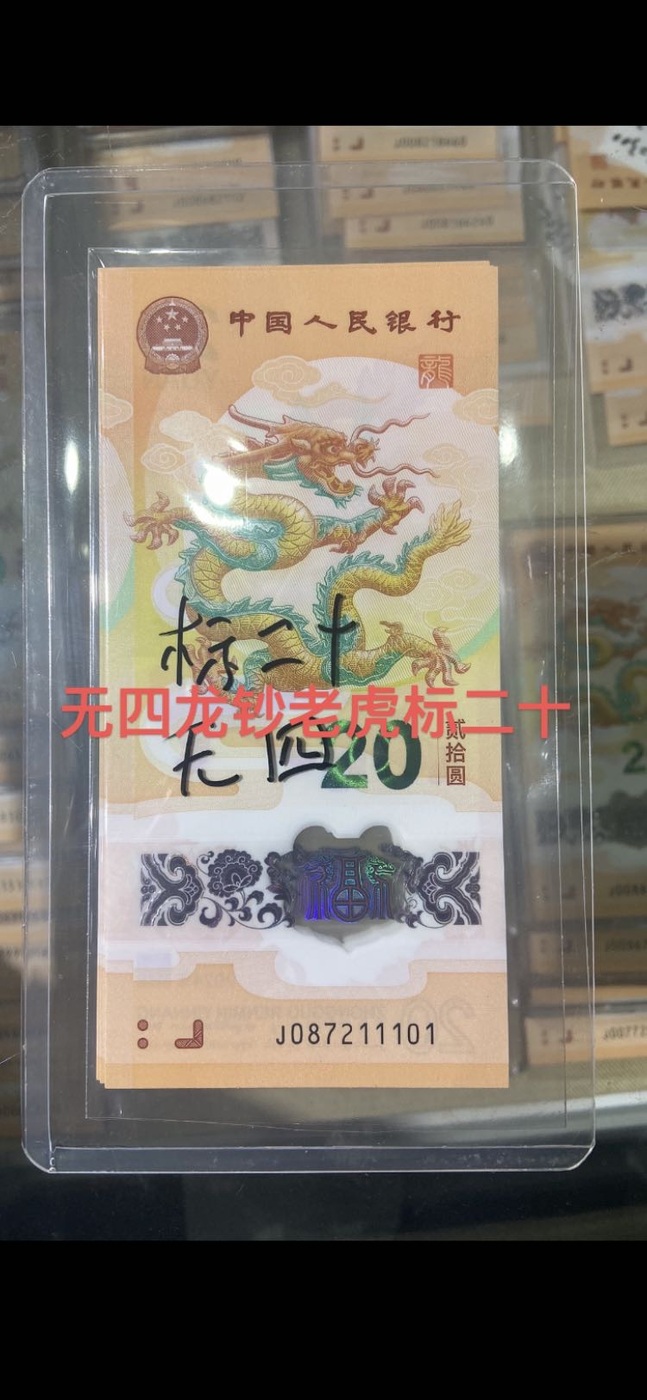 中国人民银行
龍
标二十
无四龙钞老虎标二十
无四
20
贰拾圆
福
J087211101